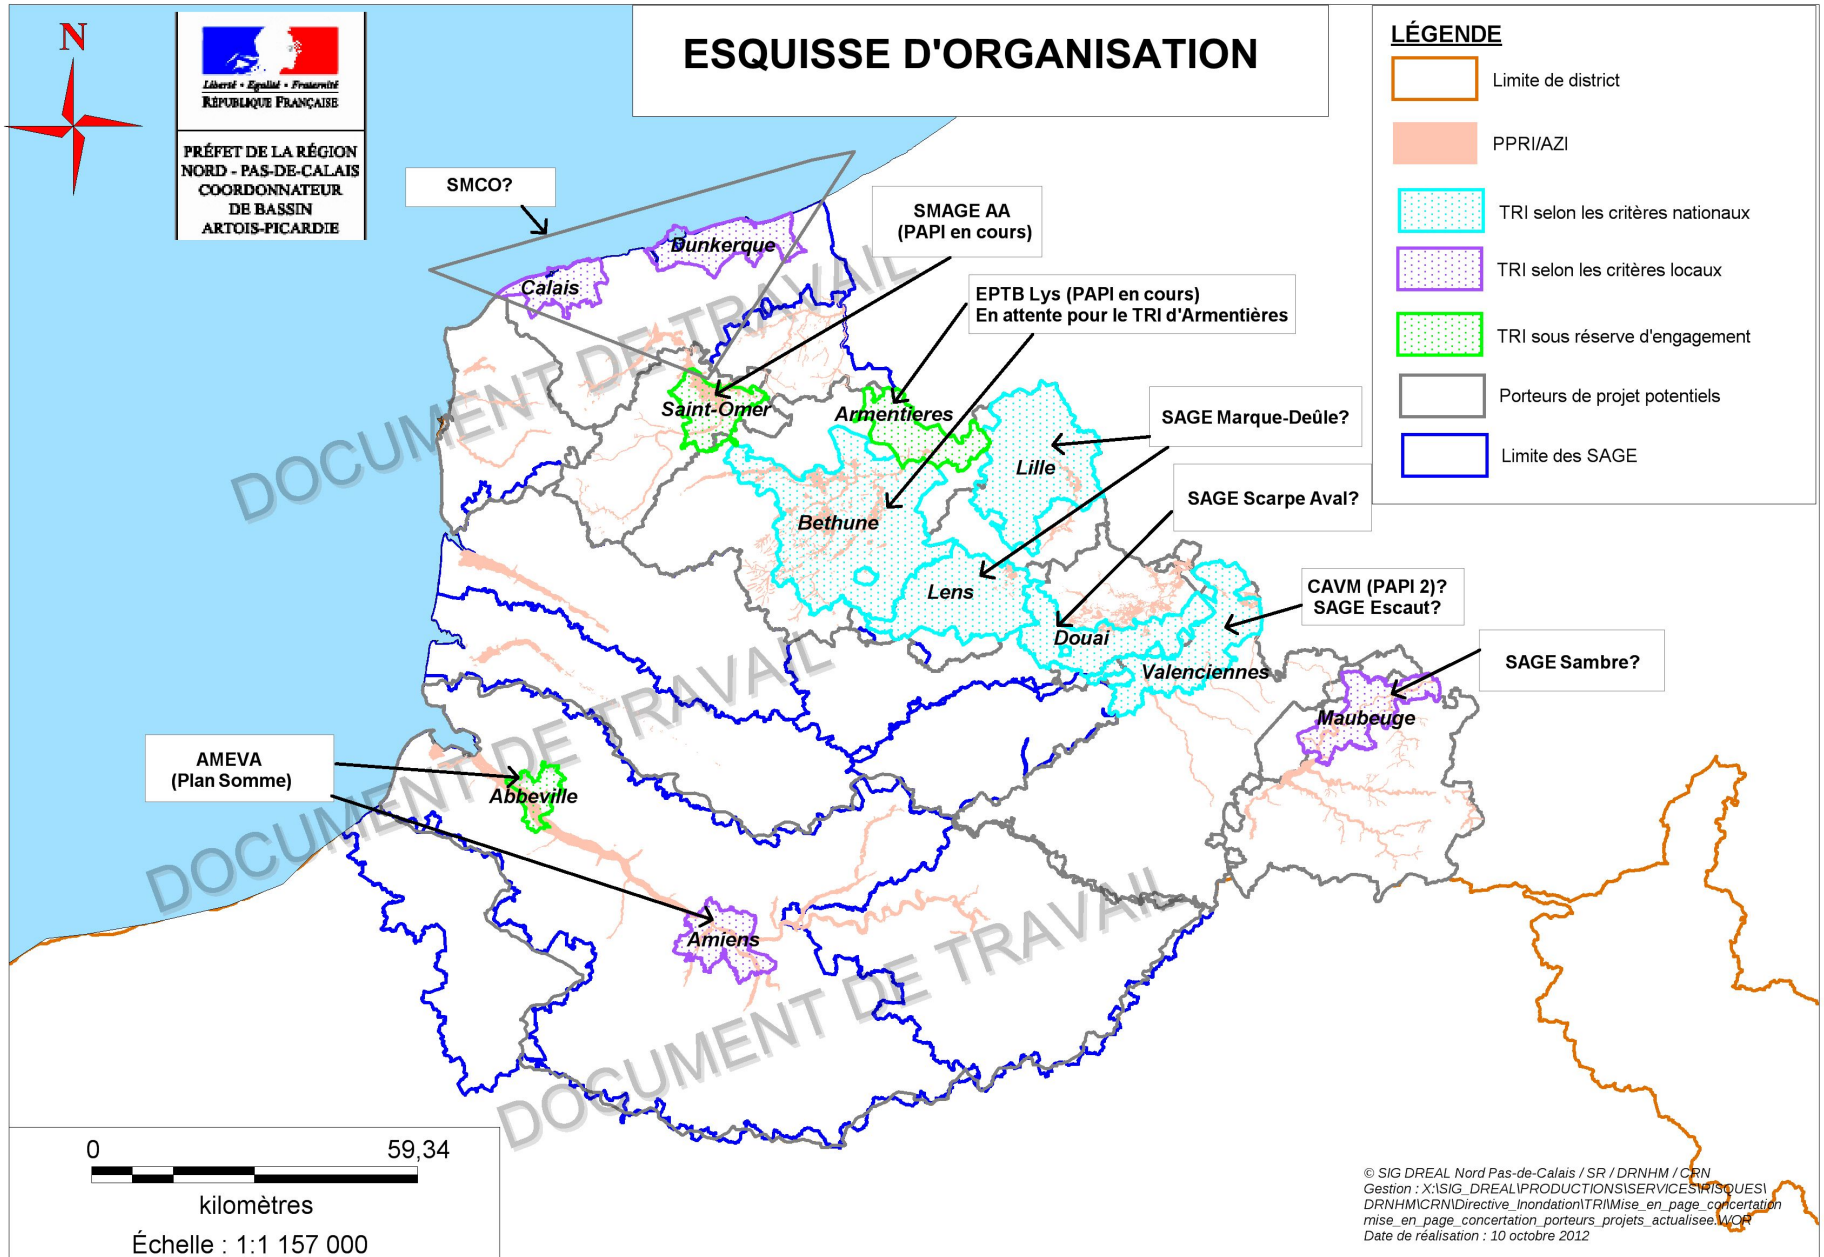 N
Liberté • Egalité • Fraternité
RÉPUBLIQUE FRANÇAISE
PRÉFET DE LA RÉGION
NORD - PAS-DE-CALAIS
COORDONNATEUR
DE BASSIN
ARTOIS-PICARDIE
ESQUISSE D'ORGANISATION
LÉGENDE
Limite de district
PPRI/AZI
TRI selon les critères nationaux
TRI selon les critères locaux
TRI sous réserve d'engagement
Porteurs de projet potentiels
Limite des SAGE
SMCO?
SMAGE AA
(PAPI en cours)
EPTB Lys (PAPI en cours)
En attente pour le TRI d'Armentières
SAGE Marque-Deûle?
SAGE Scarpe Aval?
CAVM (PAPI 2)?
SAGE Escaut?
SAGE Sambre?
AMEVA
(Plan Somme)
Dunkerque
Calais
Saint-Omer
Armentieres
Lille
Bethune
Lens
Douai
Valenciennes
Maubeuge
Abbeville
Amiens
DOCUMENT DE TRAVAIL
DOCUMENT DE TRAVAIL
DOCUMENT DE TRAVAIL
0 59,34
kilomètres
Échelle : 1:1 157 000
© SIG DREAL Nord Pas-de-Calais / SR / DRNHM / CRN
Gestion : X:\SIG_DREAL\PRODUCTIONS\SERVICES\RISQUES\
DRNHM\CRN\Directive_Inondation\TRI\Mise_en_page_concertation
mise_en_page_concertation_porteurs_projets_actualisee.WOR
Date de réalisation : 10 octobre 2012